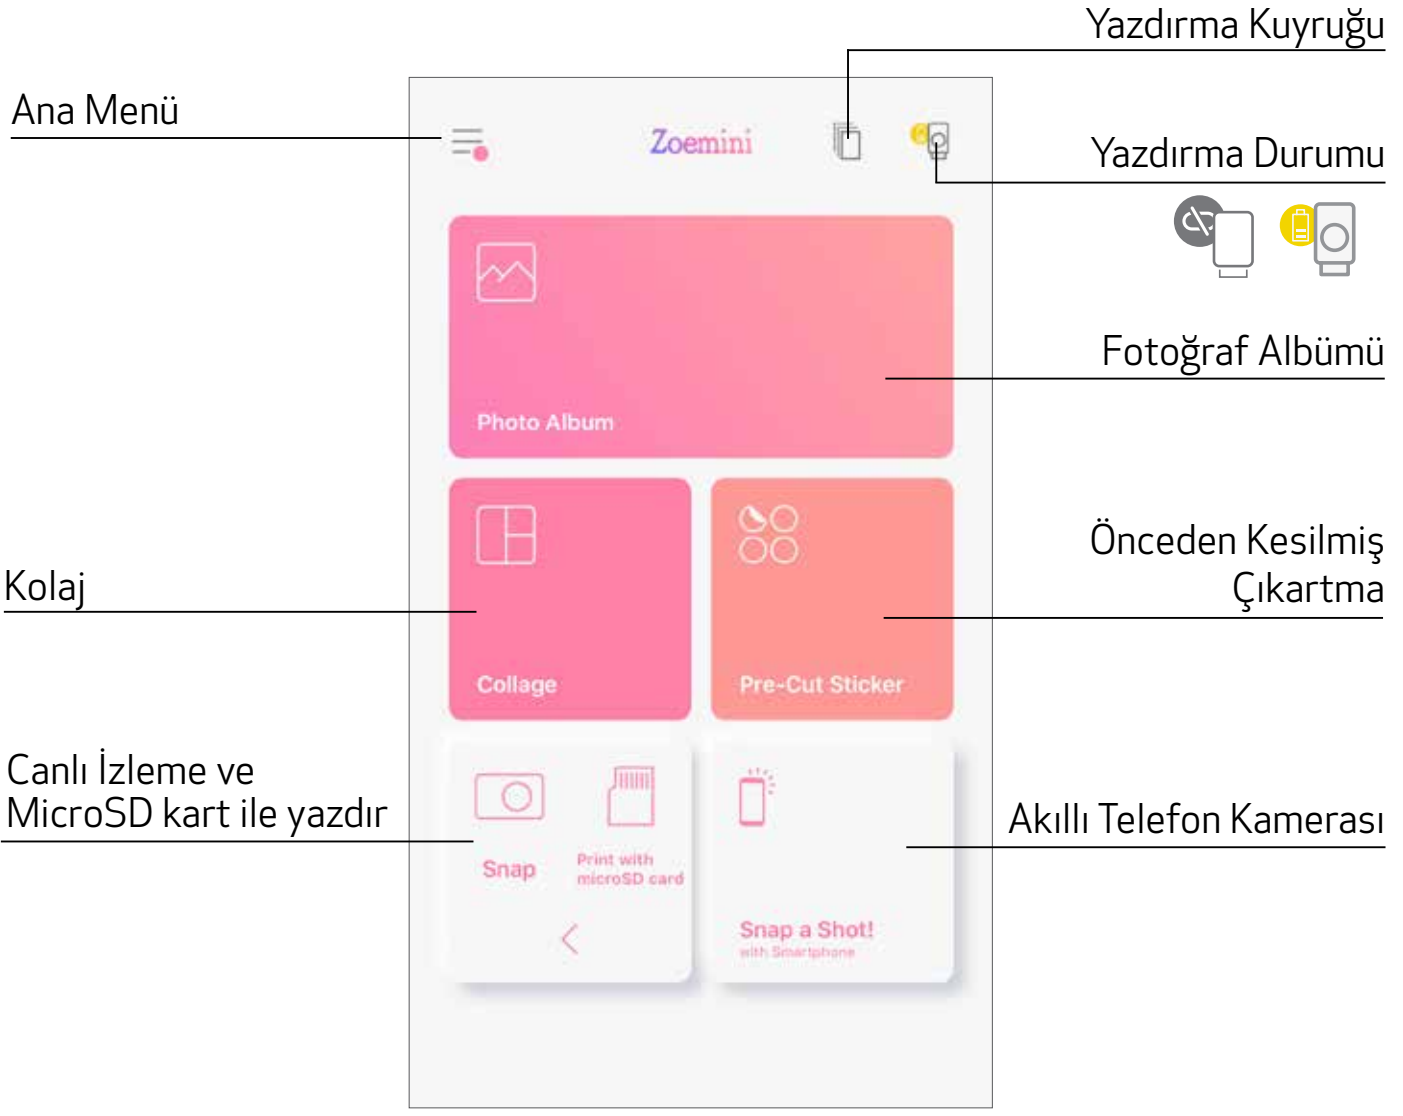 Yazdırma Kuyruğu
Ana Menü
Zoemini
Yazdırma Durumu
Fotoğraf Albümü
Photo Album
Önceden Kesilmiş
Çıkartma
Kolaj
Collage
Pre-Cut Sticker
Canlı İzleme ve
MicroSD kart ile yazdır
Akıllı Telefon Kamerası
Snap
Print with
microSD card
Snap a Shot!
with Smartphone